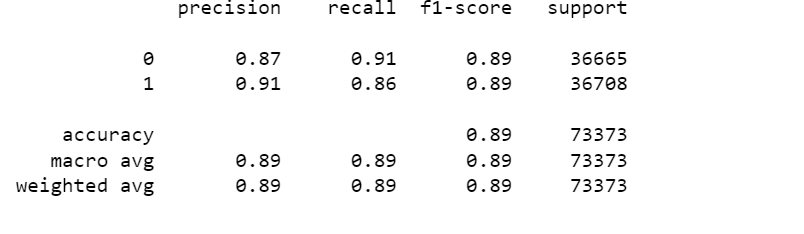 precision recall f1-score support
0 0.87 0.91 0.89 36665
1 0.91 0.86 0.89 36708
accuracy 0.89 73373
macro avg 0.89 0.89 0.89 73373
weighted avg 0.89 0.89 0.89 73373